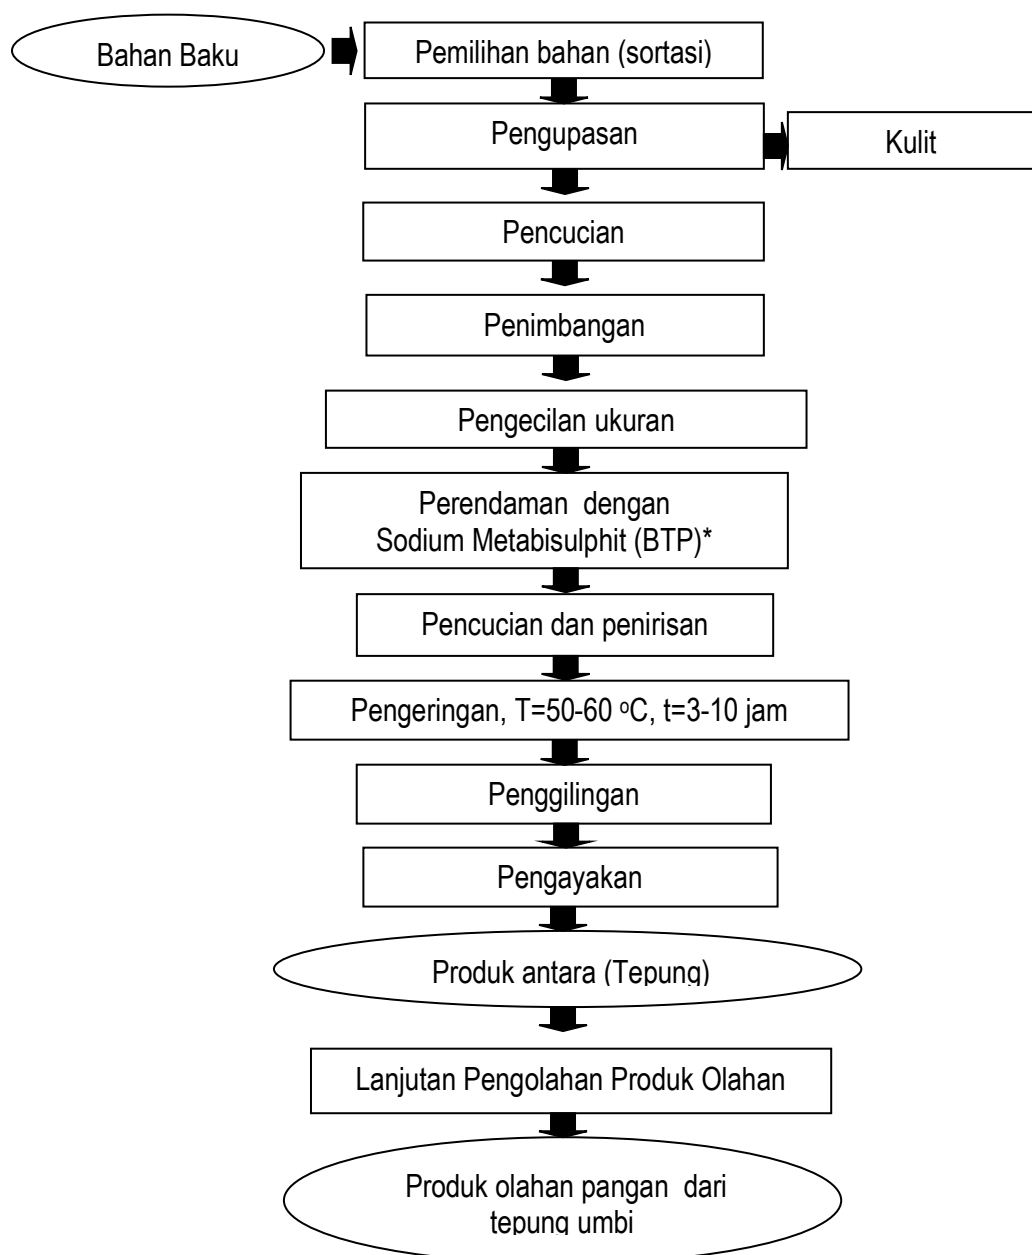 Bahan Baku
Pemilihan bahan (sortasi)
Pengupasan
Kulit
Pencucian
Penimbangan
Pengecilan ukuran
Perendaman dengan
Sodium Metabisulphit (BTP)*
Pencucian dan penirisan
Pengeringan, T=50-60 ºC, t=3-10 jam
Penggilingan
Pengayakan
Produk antara (Tepung)
Lanjutan Pengolahan Produk Olahan
Produk olahan pangan dari
tepung umbi